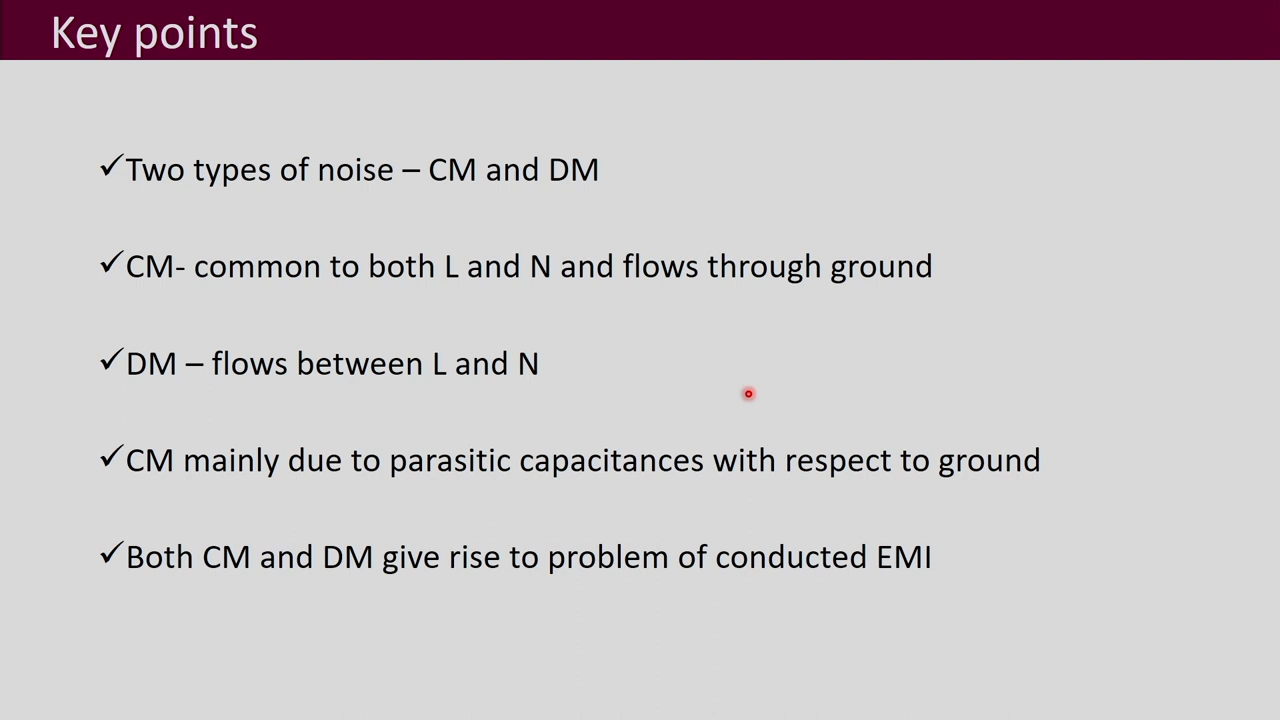 Key points
✓Two types of noise – CM and DM
✓CM- common to both L and N and flows through ground
✓DM – flows between L and N
✓CM mainly due to parasitic capacitances with respect to ground
✓Both CM and DM give rise to problem of conducted EMI